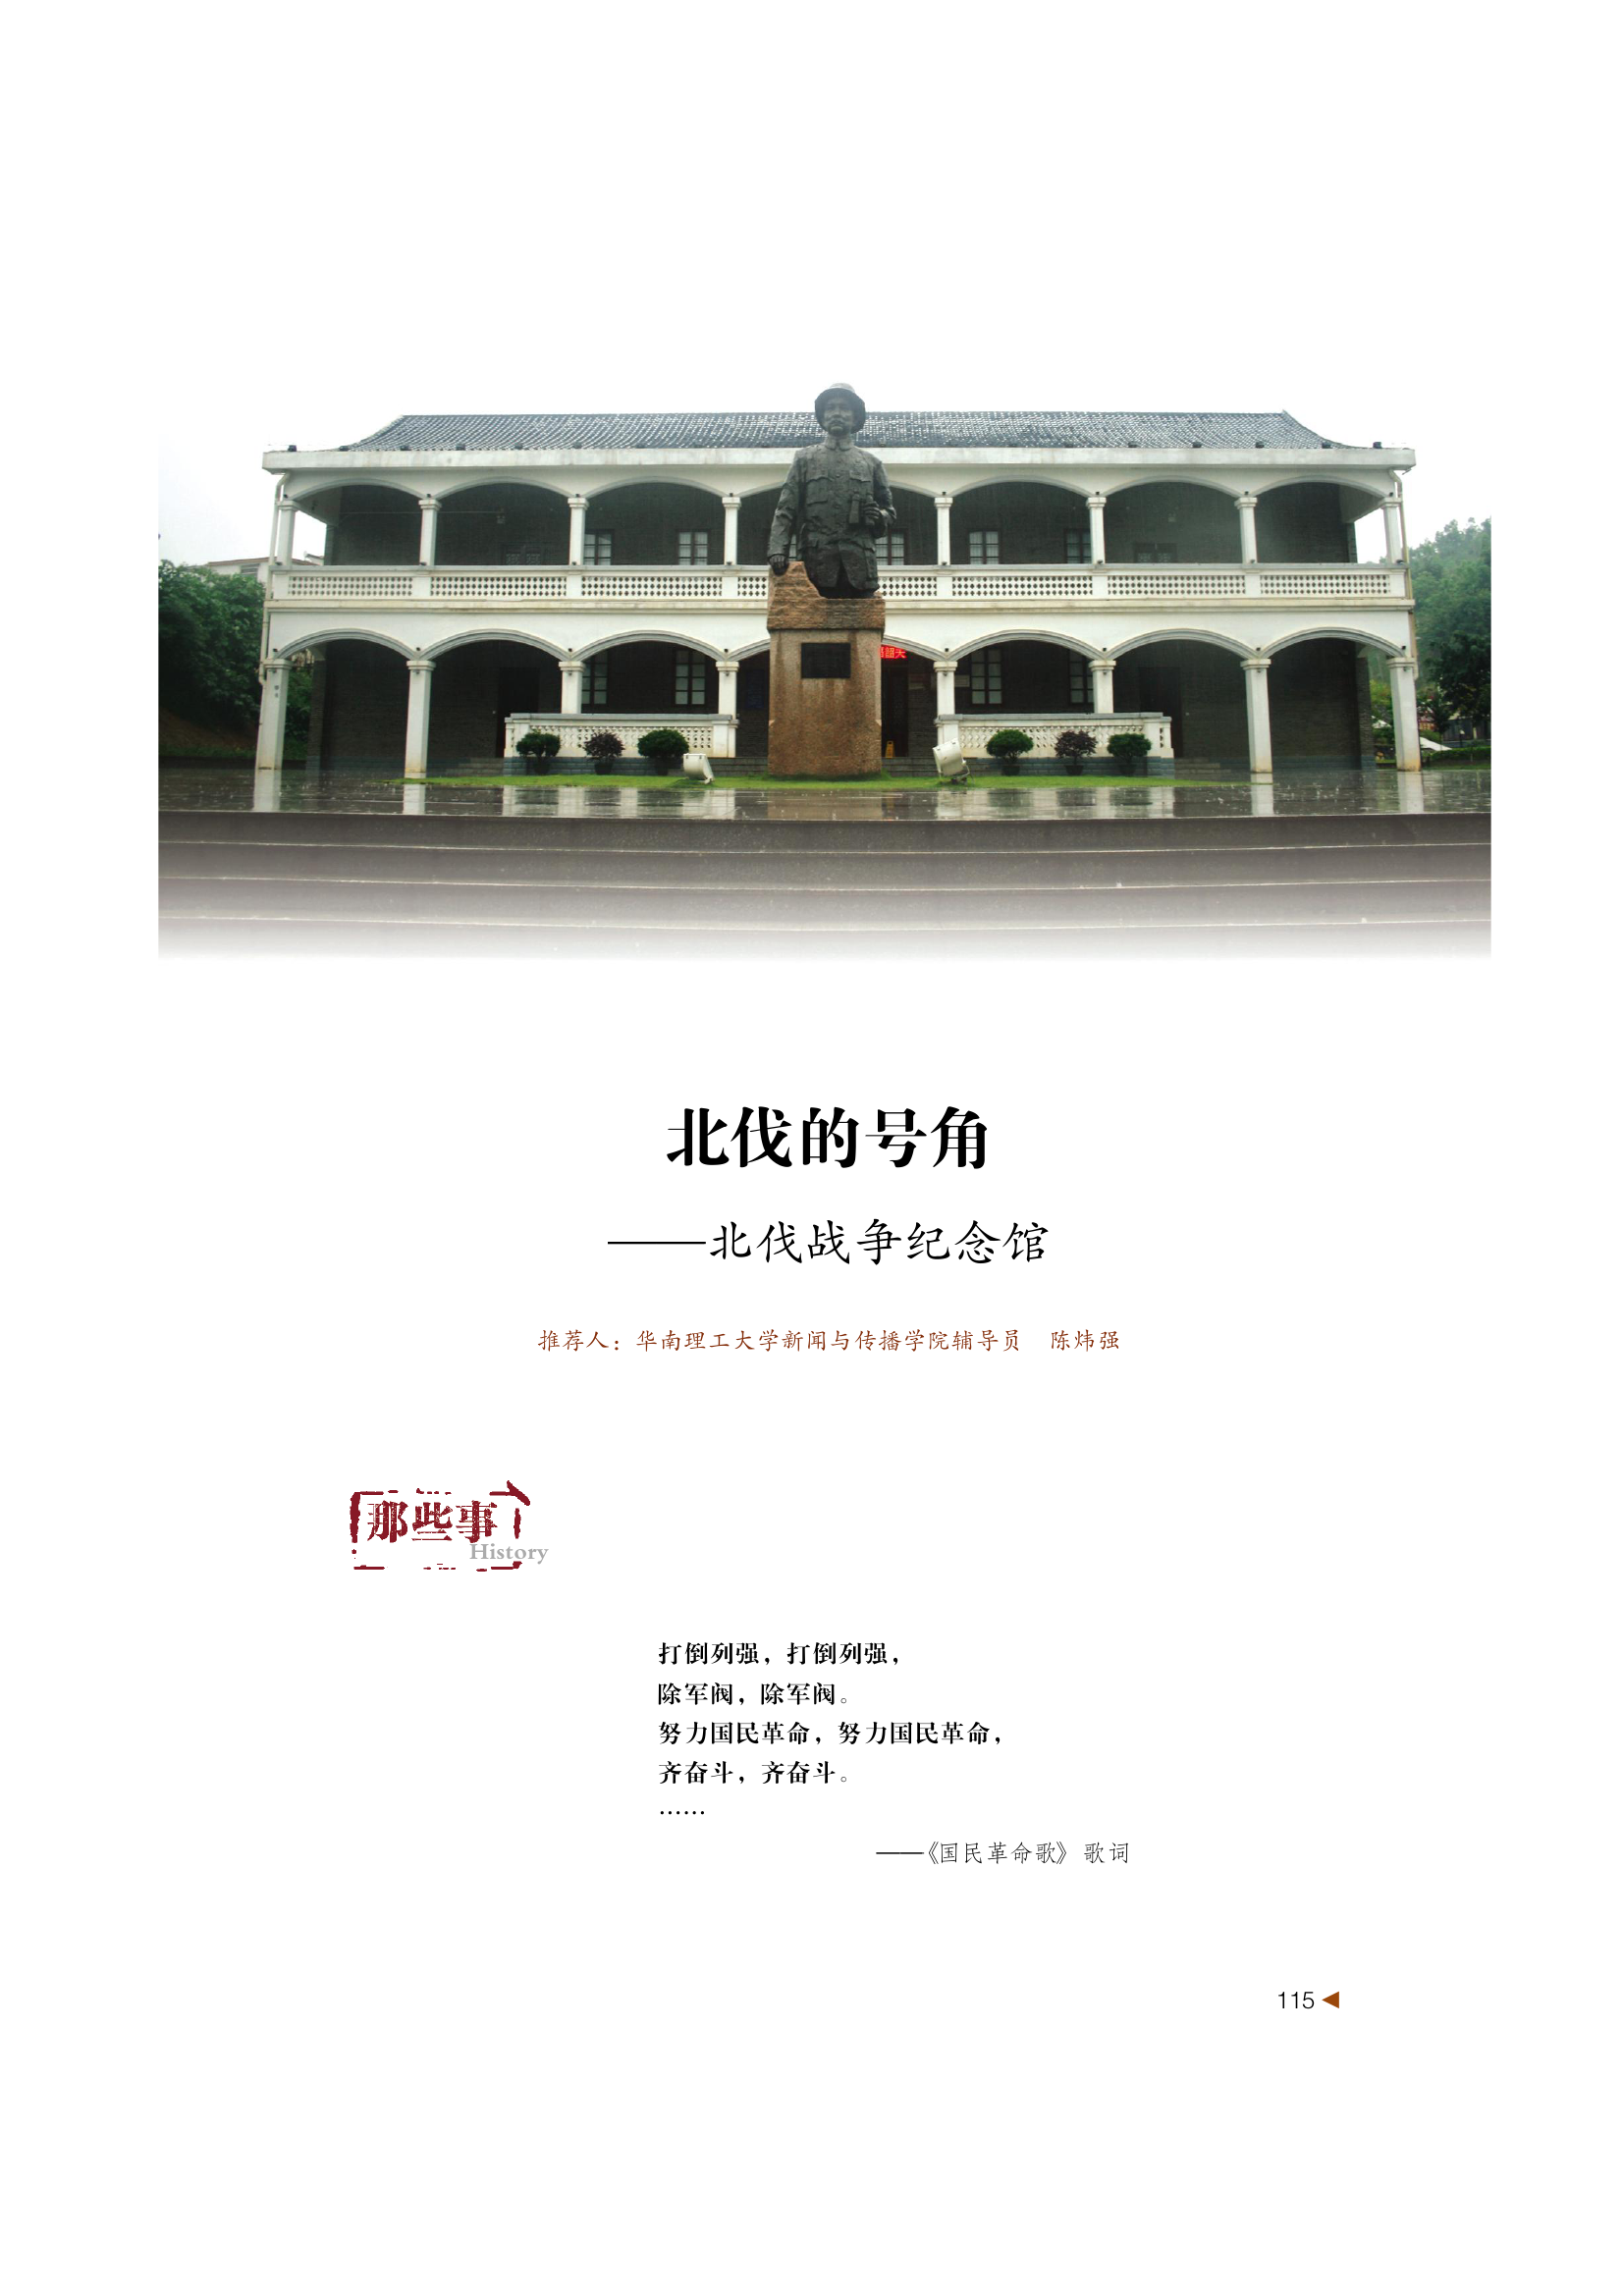 北伐的号角
——北伐战争纪念馆
推荐人：华南理工大学新闻与传播学院辅导员　陈炜强
那些事
History
打倒列强，打倒列强，
除军阀，除军阀。
努力国民革命，努力国民革命，
齐奋斗，齐奋斗。
……
——《国民革命歌》歌词
115